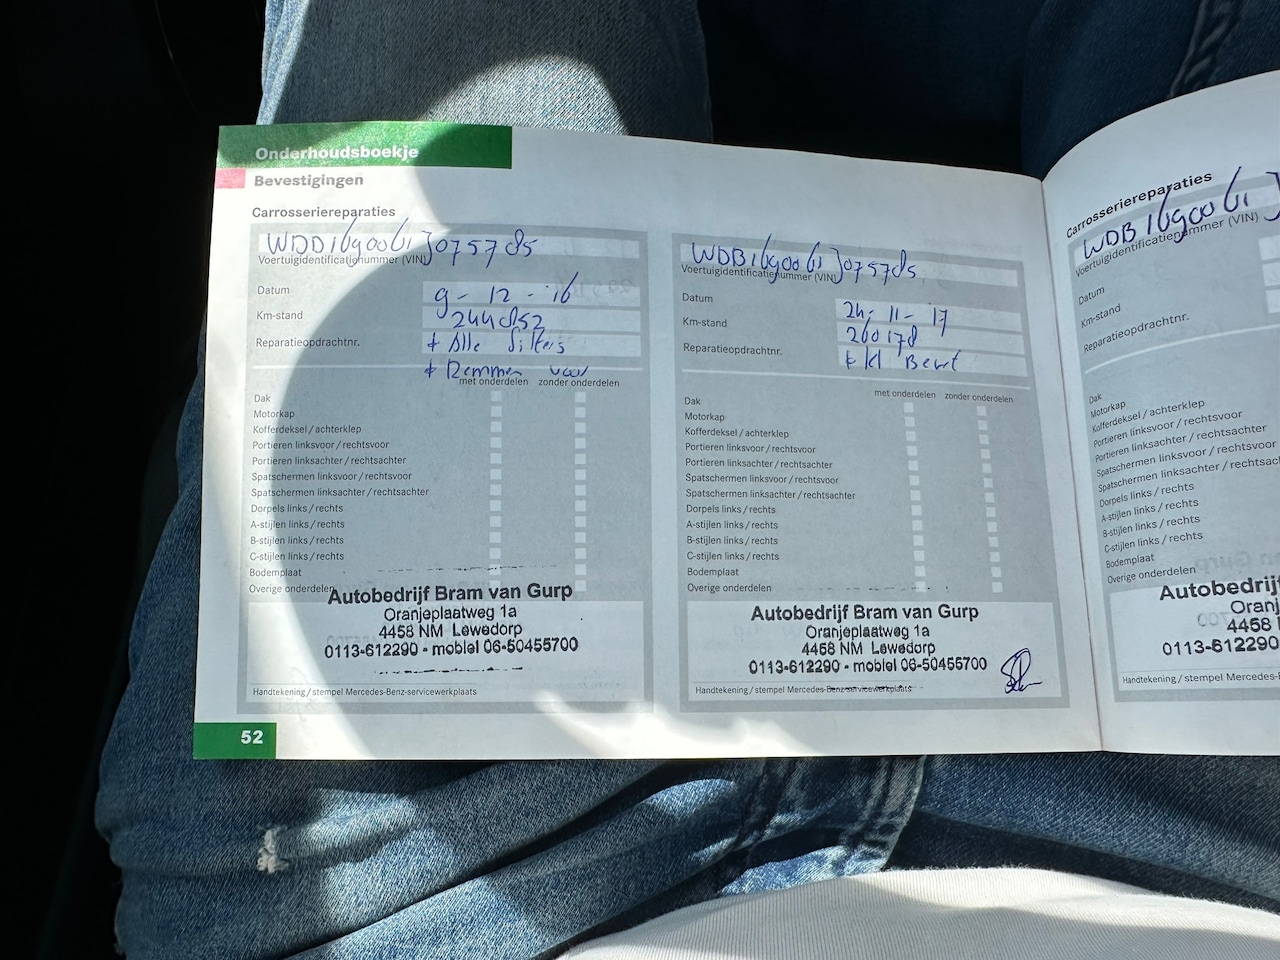 Onderhoudsboekje
Bevestigingen
Carrosseriereparaties
Voertuigidentificatienummer (VIN)
Datum 9-12-'16
Km-stand 244852
Reparatieopdrachtnr. + Alle filters
+ Remmen voor
met onderdelen zonder onderdelen
Dak
Motorkap
Kofferdeksel / achterklep
Portieren linksvoor / rechtsvoor
Portieren linksachter / rechtsachter
Spatschermen linksvoor / rechtsvoor
Spatschermen linksachter / rechtsachter
Dorpels links / rechts
A-stijlen links / rechts
B-stijlen links / rechts
C-stijlen links / rechts
Bodemplaat
Overige onderdelen
Autobedrijf Bram van Gurp
Oranjeplaatweg 1a
4458 NM Lewedorp
0113-612290 - mobiel 06-50455700
Handtekening / stempel Mercedes-Benz-servicewerkplaats
52
WDB1690061J075785
Voertuigidentificatienummer (VIN)
Datum 24-11-'17
Km-stand 260178
Reparatieopdrachtnr. + kl Beurt
met onderdelen zonder onderdelen
Dak
Motorkap
Kofferdeksel / achterklep
Portieren linksvoor / rechtsvoor
Portieren linksachter / rechtsachter
Spatschermen linksvoor / rechtsvoor
Spatschermen linksachter / rechtsachter
Dorpels links / rechts
A-stijlen links / rechts
B-stijlen links / rechts
C-stijlen links / rechts
Bodemplaat
Overige onderdelen
Autobedrijf Bram van Gurp
Oranjeplaatweg 1a
4458 NM Lewedorp
0113-612290 - mobiel 06-50455700
Handtekening / stempel Mercedes-Benz-servicewerkplaats
Carrosseriereparaties
WDB1690061J
Voertuigidentificatienummer (VIN)
Datum
Km-stand
Reparatieopdrachtnr.
Dak
Motorkap
Kofferdeksel / achterklep
Portieren linksvoor / rechtsvoor
Portieren linksachter / rechtsachter
Spatschermen linksvoor / rechtsvoor
Spatschermen linksachter / rechtsach
Dorpels links / rechts
A-stijlen links / rechts
B-stijlen links / rechts
C-stijlen links / rechts
Bodemplaat
Overige onderdelen
Autobedrijf
Oran
4458
0113-612290
Handtekening / stempel Mercedes-B